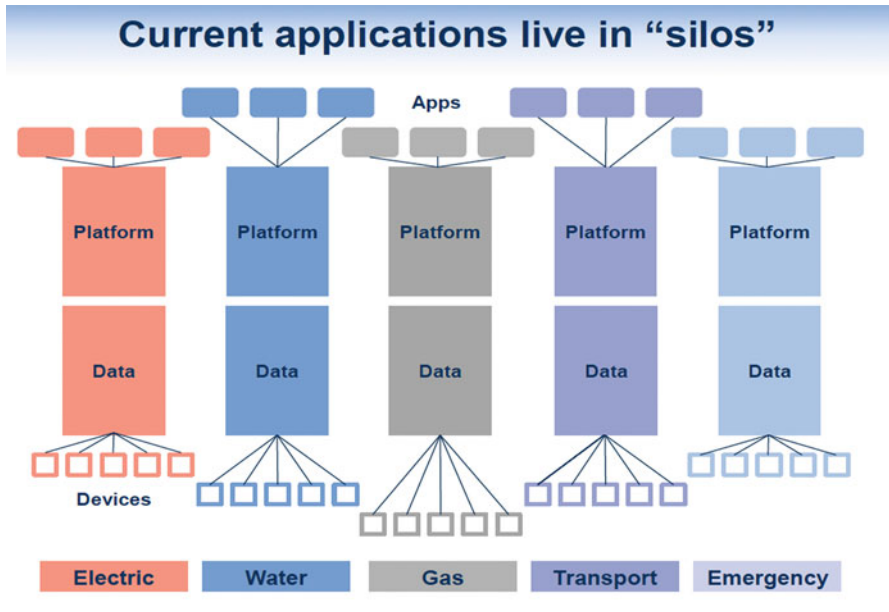 Current applications live in “silos”
Apps
Platform Platform Platform Platform Platform
Data Data Data Data Data
Devices
Electric Water Gas Transport Emergency